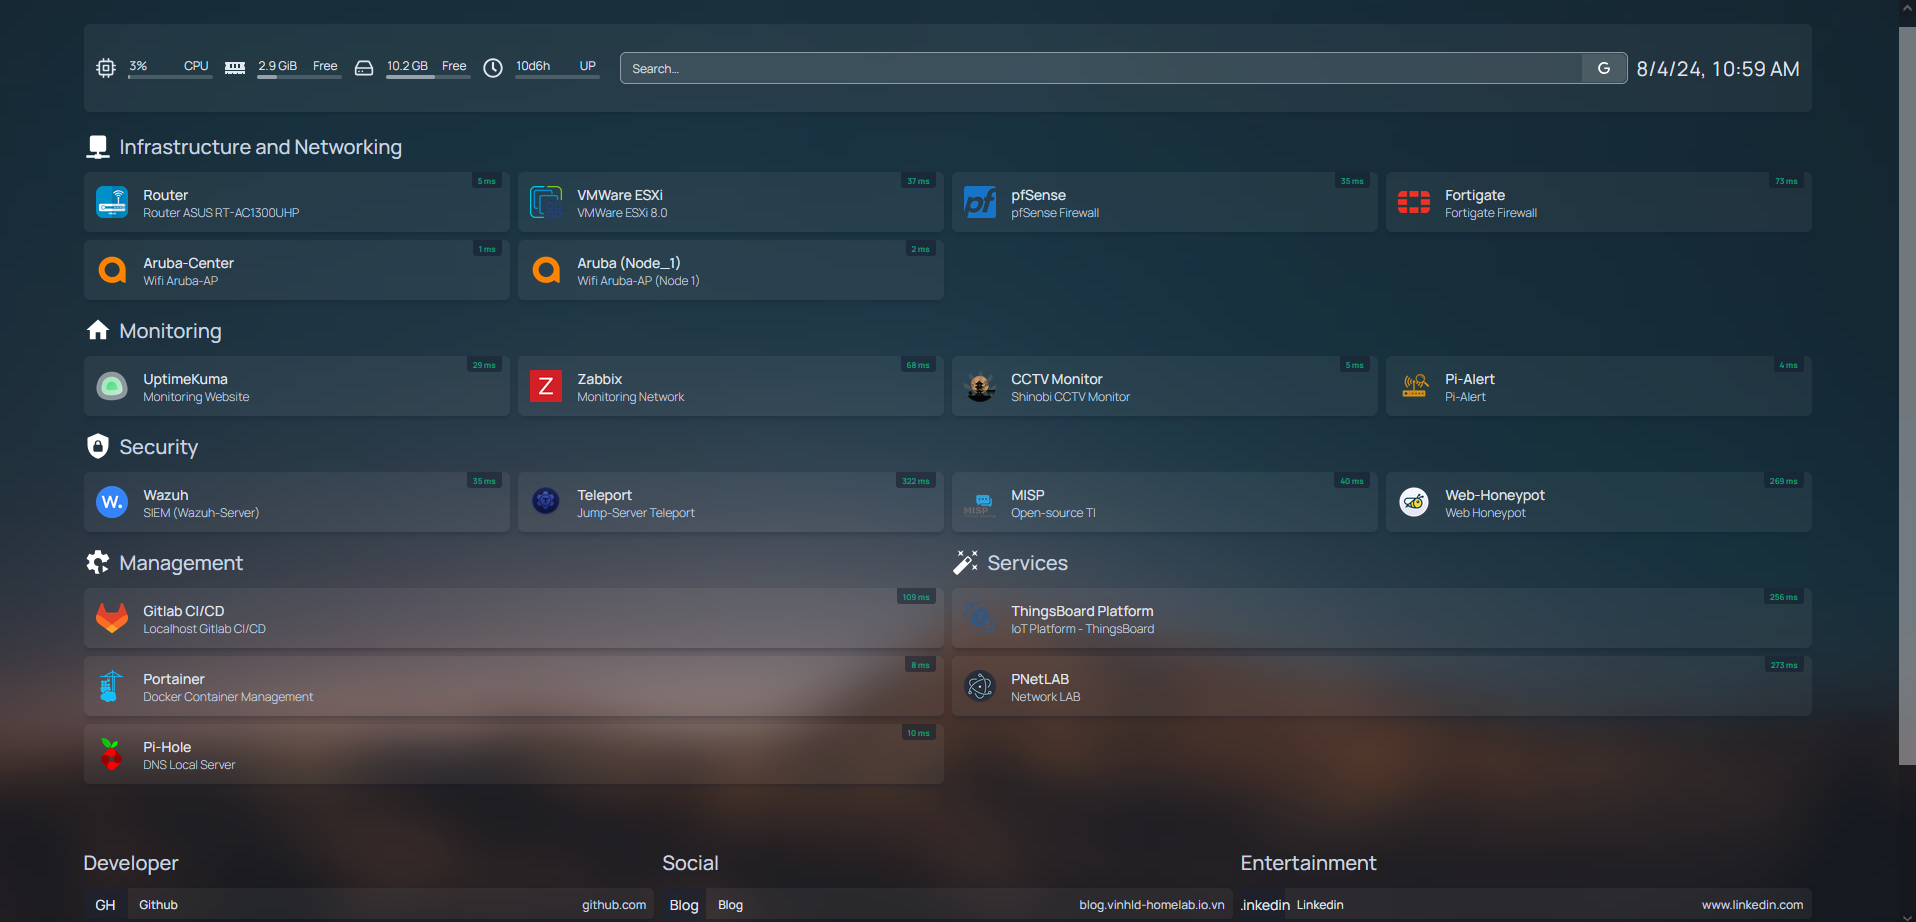 3% CPU 2.9 GiB Free 10.2 GB Free 10d6h UP Search... G 8/4/24, 10:59 AM
Infrastructure and Networking
5 ms
Router
Router ASUS RT-AC1300UHP
37 ms
VMWare ESXi
VMWare ESXi 8.0
35 ms
pf
pfSense
pfSense Firewall
73 ms
Fortigate
Fortigate Firewall
1 ms
Aruba-Center
Wifi Aruba-AP
2 ms
Aruba (Node_1)
Wifi Aruba-AP (Node 1)
Monitoring
29 ms
UptimeKuma
Monitoring Website
68 ms
Z
Zabbix
Monitoring Network
5 ms
CCTV Monitor
Shinobi CCTV Monitor
4 ms
Pi-Alert
Pi-Alert
Security
35 ms
W.
Wazuh
SIEM (Wazuh-Server)
322 ms
Teleport
Jump-Server Teleport
40 ms
MISP
MISP
Open-source TI
269 ms
Web-Honeypot
Web Honeypot
Management
109 ms
Gitlab CI/CD
Localhost Gitlab CI/CD
8 ms
Portainer
Docker Container Management
10 ms
Pi-Hole
DNS Local Server
Services
256 ms
ThingsBoard Platform
IoT Platform - ThingsBoard
273 ms
PNetLAB
Network LAB
Developer
GH Github github.com
Social
Blog Blog blog.vinhld-homelab.io.vn
Entertainment
.inkedin Linkedin www.linkedin.com